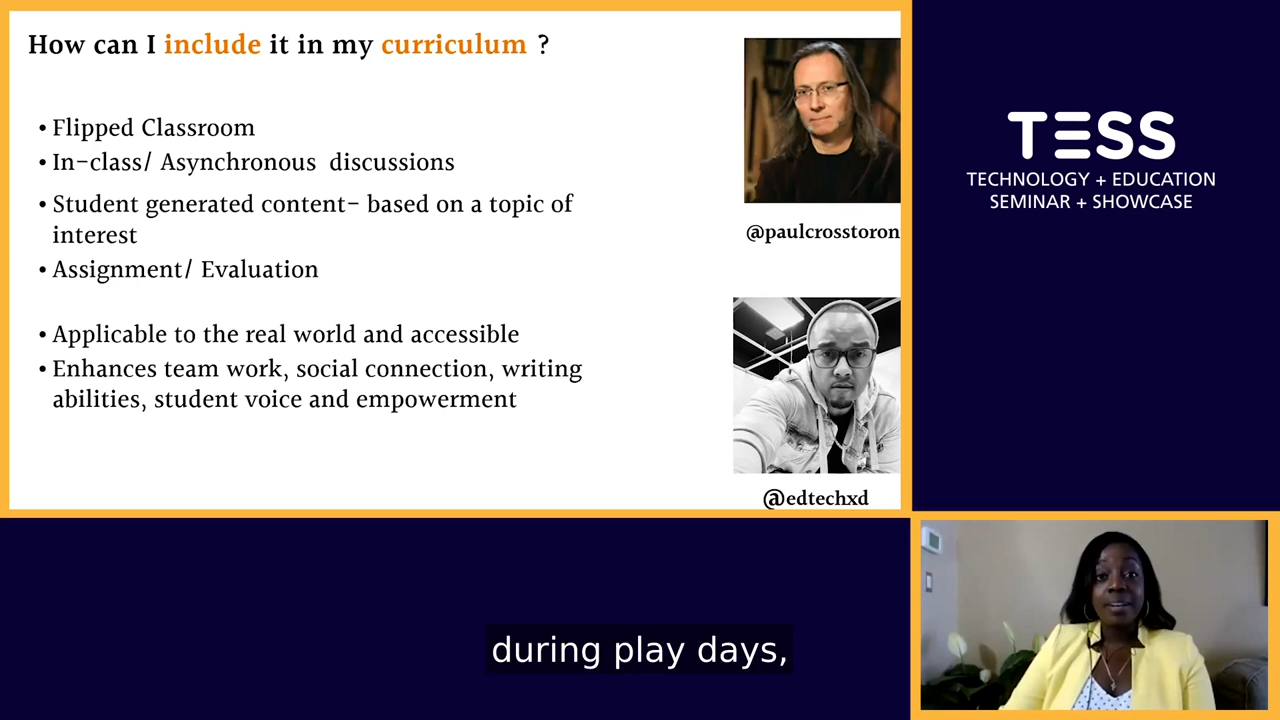 How can I include it in my curriculum ?
• Flipped Classroom
• In-class/ Asynchronous discussions
• Student generated content- based on a topic of
interest
• Assignment/ Evaluation
• Applicable to the real world and accessible
• Enhances team work, social connection, writing
abilities, student voice and empowerment
@paulcrosstoron
@edtechxd
TESS
TECHNOLOGY + EDUCATION
SEMINAR + SHOWCASE
during play days,